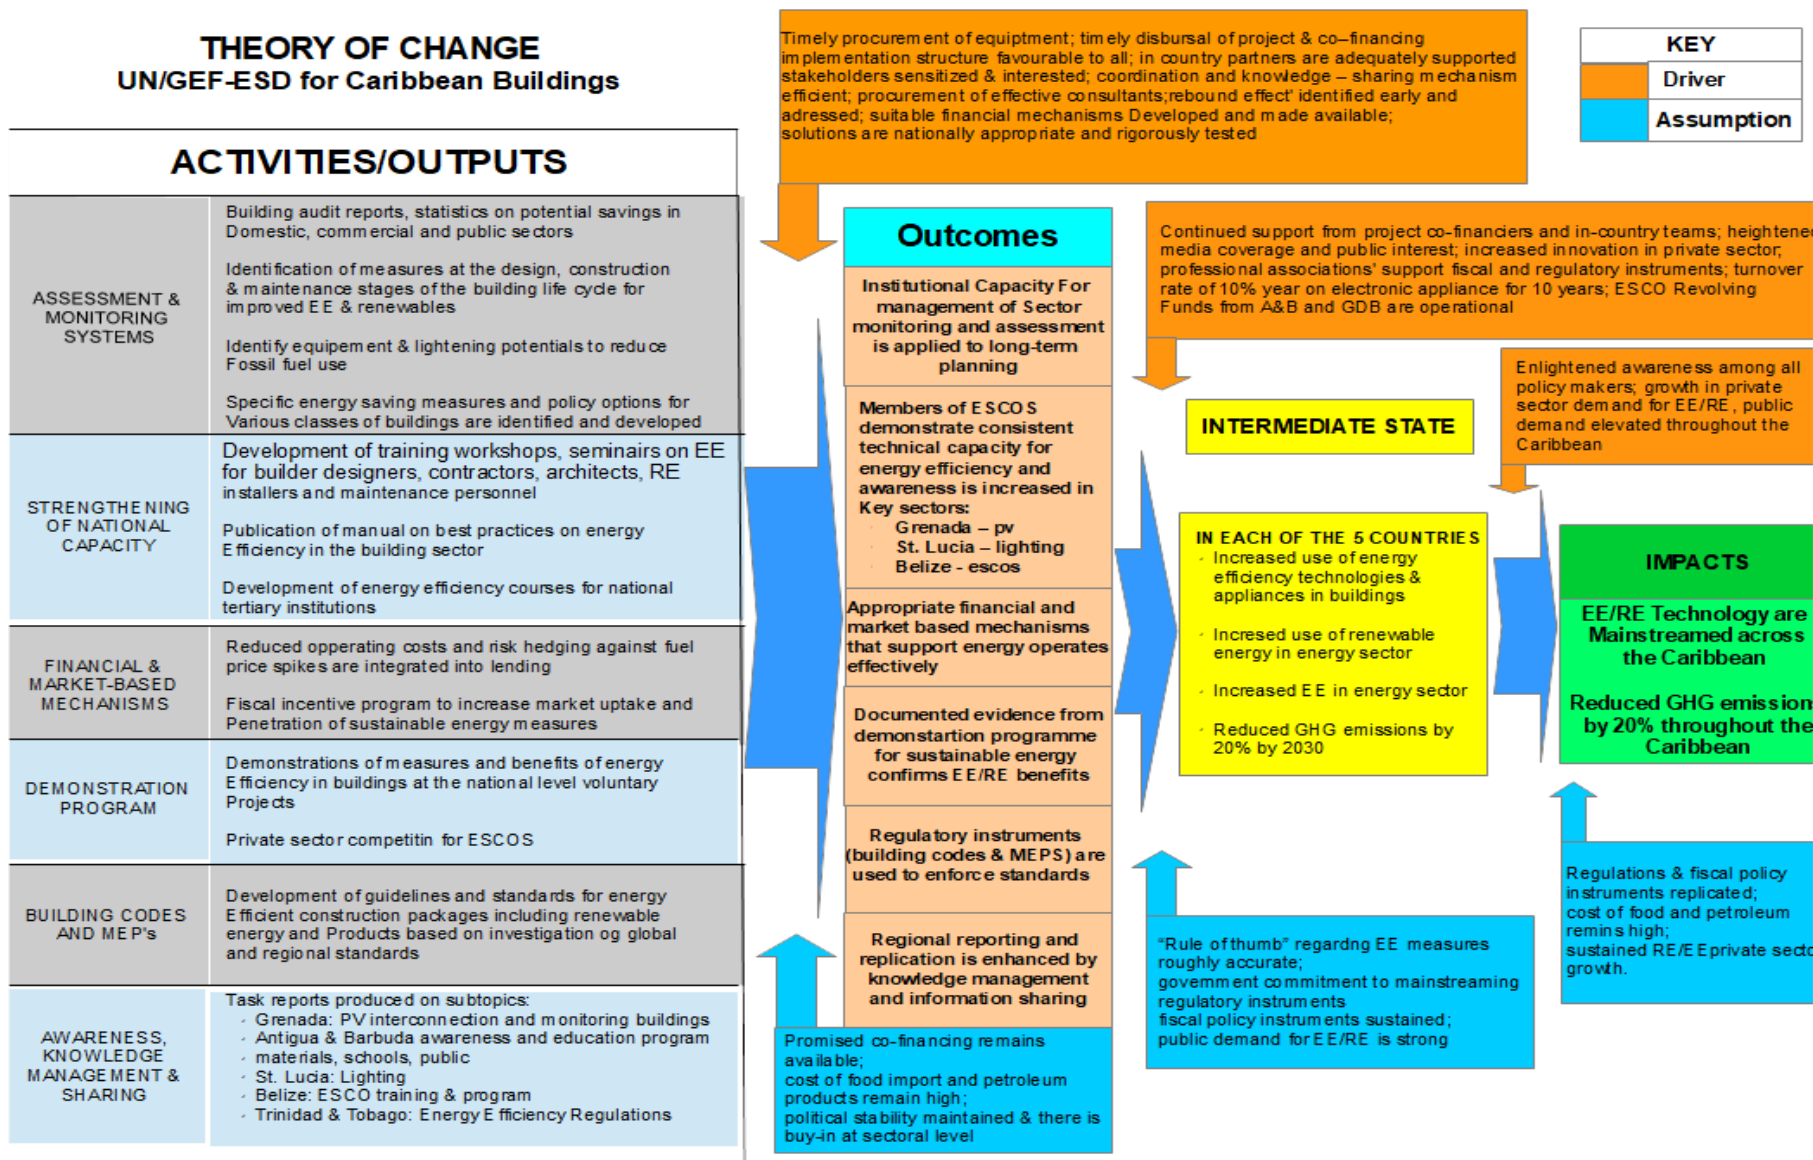 THEORY OF CHANGE
UN/GEF-ESD for Caribbean Buildings
ACTIVITIES/OUTPUTS
ASSESSMENT &
MONITORING
SYSTEMS
Building audit reports, statistics on potential savings in
Domestic, commercial and public sectors
Identification of measures at the design, construction
& maintenance stages of the building life cycle for
improved EE & renewables
Identify equipement & lightening potentials to reduce
Fossil fuel use
Specific energy saving measures and policy options for
Various classes of buildings are identified and developed
STRENGTHENING
OF NATIONAL
CAPACITY
Development of training workshops, seminairs on EE
for builder designers, contractors, architects, RE
installers and maintenance personnel
Publication of manual on best practices on energy
Efficiency in the building sector
Development of energy efficiency courses for national
tertiary institutions
FINANCIAL &
MARKET-BASED
MECHANISMS
Reduced opperating costs and risk hedging against fuel
price spikes are integrated into lending
Fiscal incentive program to increase market uptake and
Penetration of sustainable energy measures
DEMONSTRATION
PROGRAM
Demonstrations of measures and benefits of energy
Efficiency in buildings at the national level voluntary
Projects
Private sector competitin for ESCOS
BUILDING CODES
AND MEP's
Development of guidelines and standards for energy
Efficient construction packages including renewable
energy and Products based on investigation og global
and regional standards
AWARENESS,
KNOWLEDGE
MANAGEMENT &
SHARING
Task reports produced on subtopics:
Grenada: PV interconnection and monitoring buildings
Antigua & Barbuda awareness and education program
materials, schools, public
St. Lucia: Lighting
Belize: ESCO training & program
Trinidad & Tobago: Energy Efficiency Regulations
Timely procurement of equiptment; timely disbursal of project & co–financing
implementation structure favourable to all; in country partners are adequately supported
stakeholders sensitized & interested; coordination and knowledge – sharing mechanism
efficient; procurement of effective consultants;rebound effect' identified early and
adressed; suitable financial mechanisms Developed and made available;
solutions are nationally appropriate and rigorously tested
KEY
Driver
Assumption
Outcomes
Institutional Capacity For
management of Sector
monitoring and assessment
is applied to long-term
planning
Members of ESCOS
demonstrate consistent
technical capacity for
energy efficiency and
awareness is increased in
Key sectors:
Grenada – pv
St. Lucia – lighting
Belize - escos
Appropriate financial and
market based mechanisms
that support energy operates
effectively
Documented evidence from
demonstartion programme
for sustainable energy
confirms EE/RE benefits
Regulatory instruments
(building codes & MEPS) are
used to enforce standards
Regional reporting and
replication is enhanced by
knowledge management
and information sharing
Promised co-financing remains
available;
cost of food import and petroleum
products remain high;
political stability maintained & there is
buy-in at sectoral level
Continued support from project co-financiers and in-country teams; heightened
media coverage and public interest; increased innovation in private sector;
professional associations' support fiscal and regulatory instruments; turnover
rate of 10% year on electronic appliance for 10 years; ESCO Revolving
Funds from A&B and GDB are operational
INTERMEDIATE STATE
IN EACH OF THE 5 COUNTRIES
Increased use of energy
efficiency technologies &
appliances in buildings
Incresed use of renewable
energy in energy sector
Increased EE in energy sector
Reduced GHG emissions by
20% by 2030
“Rule of thumb” regardng EE measures
roughly accurate;
government commitment to mainstreaming
regulatory instruments
fiscal policy instruments sustained;
public demand for EE/RE is strong
Enlightened awareness among all
policy makers; growth in private
sector demand for EE/RE, public
demand elevated throughout the
Caribbean
IMPACTS
EE/RE Technology are
Mainstreamed across
the Caribbean
Reduced GHG emissions
by 20% throughout the
Caribbean
Regulations & fiscal policy
instruments replicated;
cost of food and petroleum
remins high;
sustained RE/EEprivate sector
growth.